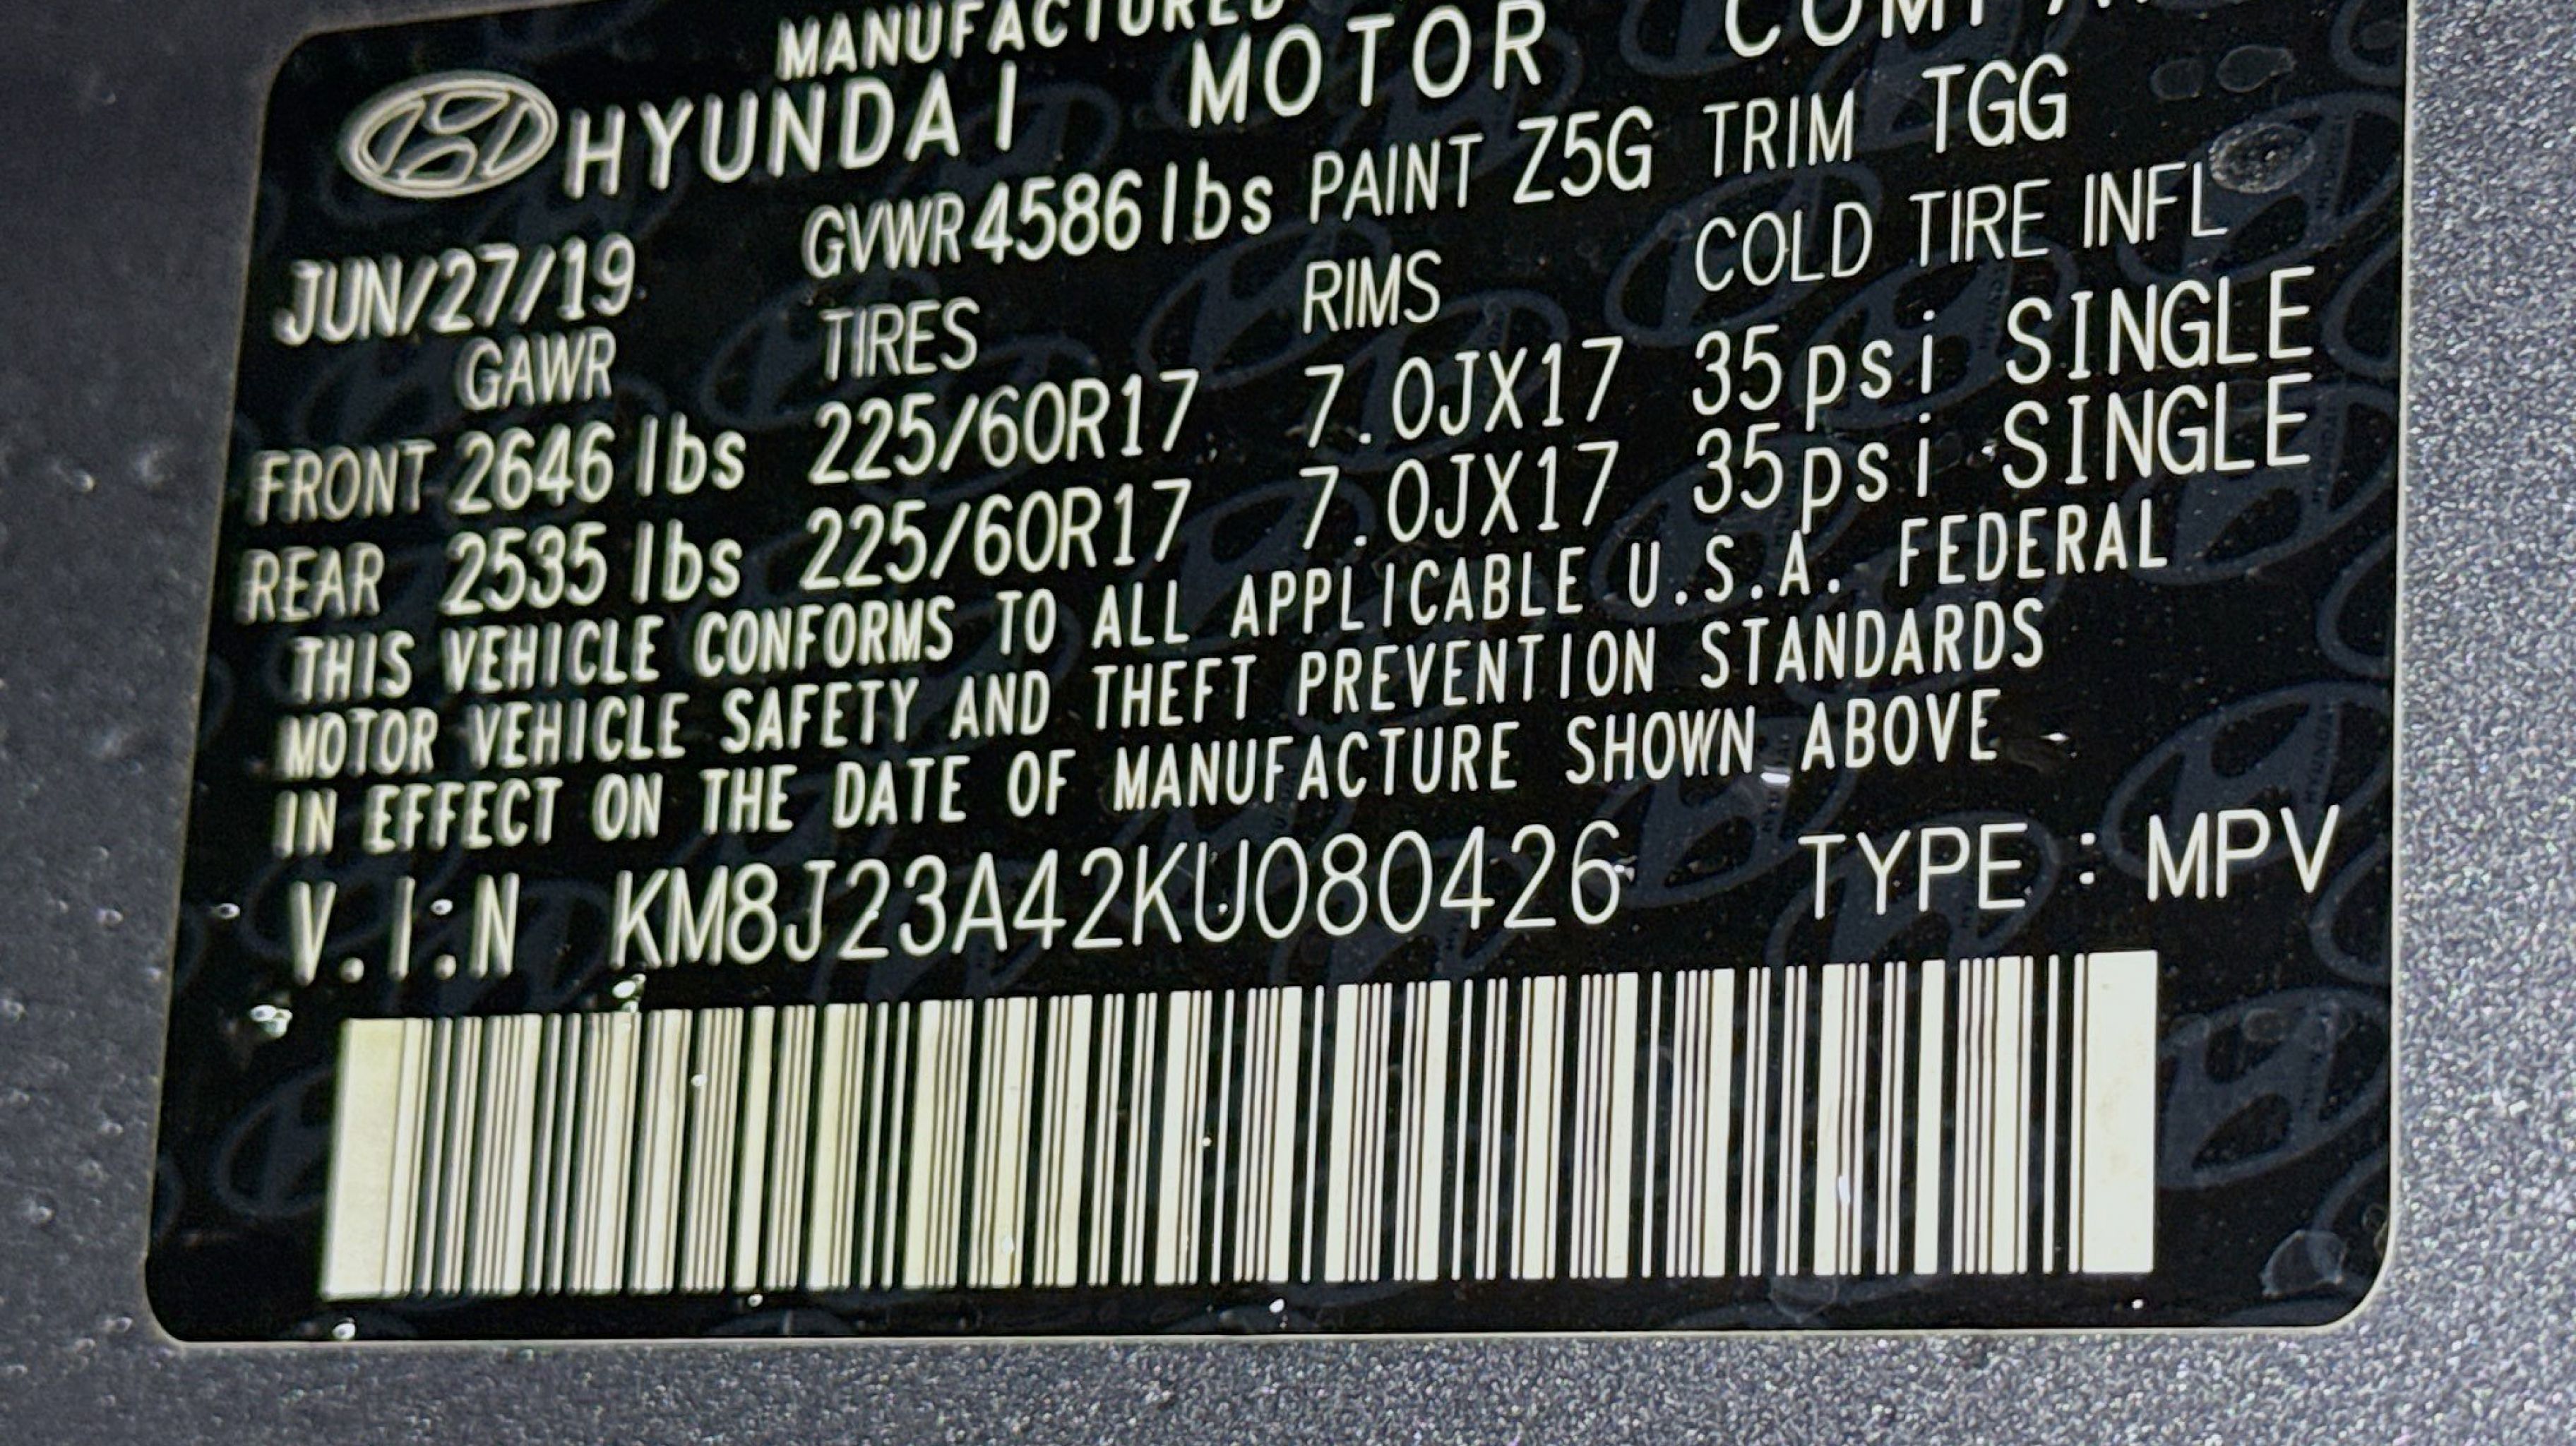 MANUFACTURED
HYUNDAI MOTOR COMPA
JUN/27/19 GVWR 4586 lbs PAINT Z5G TRIM TGG
GAWR TIRES RIMS COLD TIRE INFL
FRONT 2646 lbs 225/60R17 7.0JX17 35psi SINGLE
REAR 2535 lbs 225/60R17 7.0JX17 35psi SINGLE
THIS VEHICLE CONFORMS TO ALL APPLICABLE U.S.A. FEDERAL
MOTOR VEHICLE SAFETY AND THEFT PREVENTION STANDARDS
IN EFFECT ON THE DATE OF MANUFACTURE SHOWN ABOVE
V.I.N KM8J23A42KU080426 TYPE : MPV